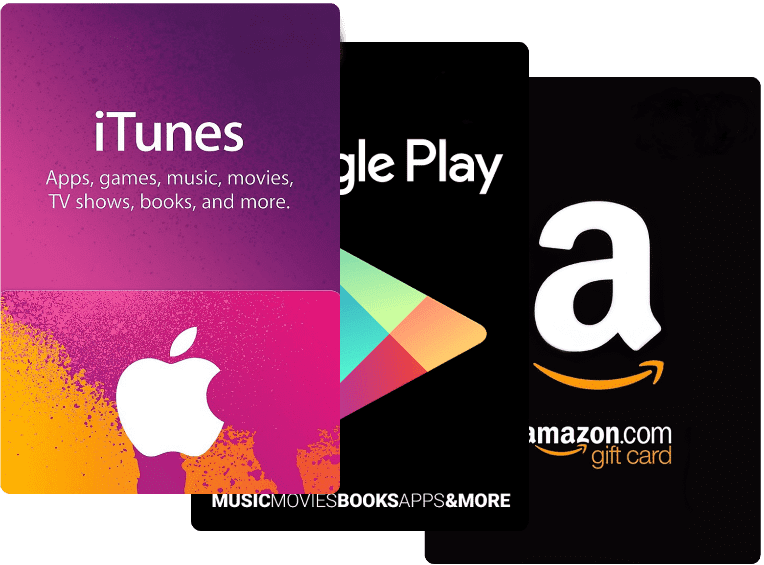 iTunes
Apps, games, music, movies,
TV shows, books, and more.
gle Play
MUSICMOVIESBOOKSAPPS&MORE
a
amazon.com
gift card